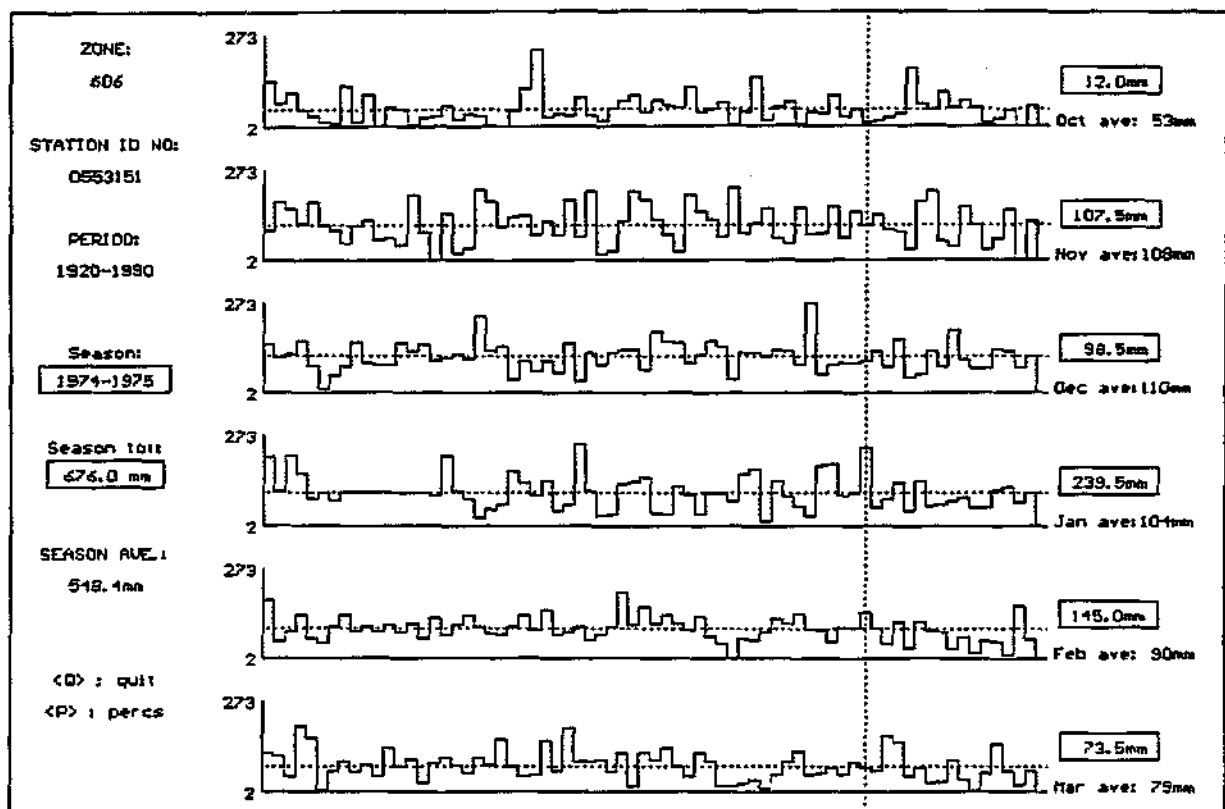 ZONE:
606
STATION ID NO:
0553151
PERIOD:
1920-1990
Season:
1974-1975
Season tot:
676.0 mm
SEASON AVE.:
548.4mm
<Q> : quit
<P> : percs
273
2
12.0mm
Oct ave: 53mm
273
2
107.5mm
Nov ave:108mm
273
2
98.5mm
Dec ave:110mm
273
2
239.5mm
Jan ave:104mm
273
2
145.0mm
Feb ave: 90mm
273
2
73.5mm
Mar ave: 79mm